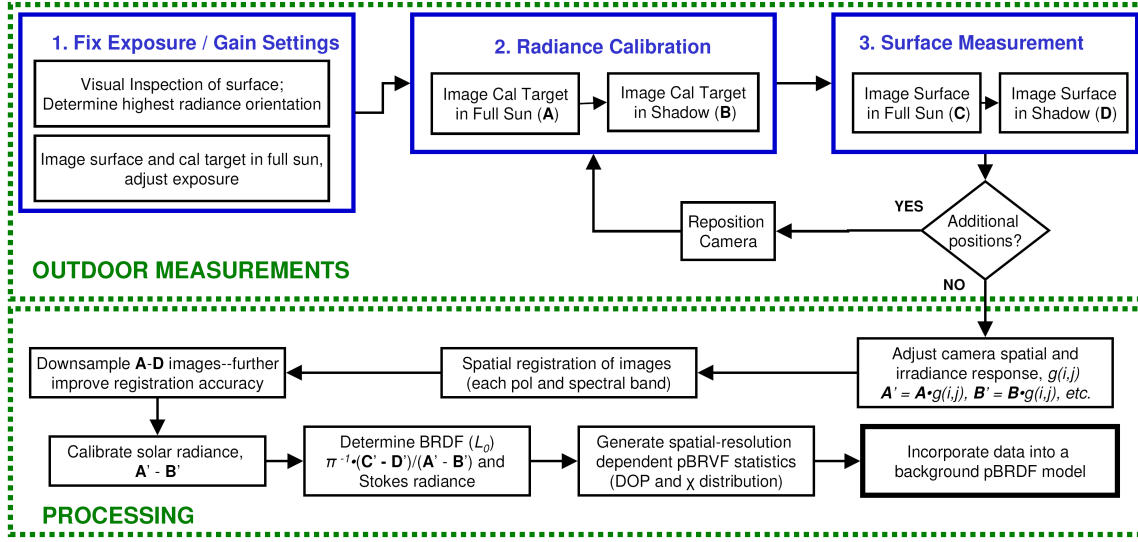 1. Fix Exposure / Gain Settings
Visual Inspection of surface;
Determine highest radiance orientation
Image surface and cal target in full sun,
adjust exposure
2. Radiance Calibration
Image Cal Target
in Full Sun (A)
Image Cal Target
in Shadow (B)
3. Surface Measurement
Image Surface
in Full Sun (C)
Image Surface
in Shadow (D)
YES
Additional
positions?
Reposition
Camera
OUTDOOR MEASUREMENTS
NO
Adjust camera spatial and
irradiance response, g(i,j)
A' = A•g(i,j), B' = B•g(i,j), etc.
Spatial registration of images
(each pol and spectral band)
Downsample A-D images--further
improve registration accuracy
Calibrate solar radiance,
A' - B'
Determine BRDF (L₀)
π⁻¹•(C' - D')/(A' - B') and
Stokes radiance
Generate spatial-resolution
dependent pBRVF statistics
(DOP and χ distribution)
Incorporate data into a
background pBRDF model
PROCESSING